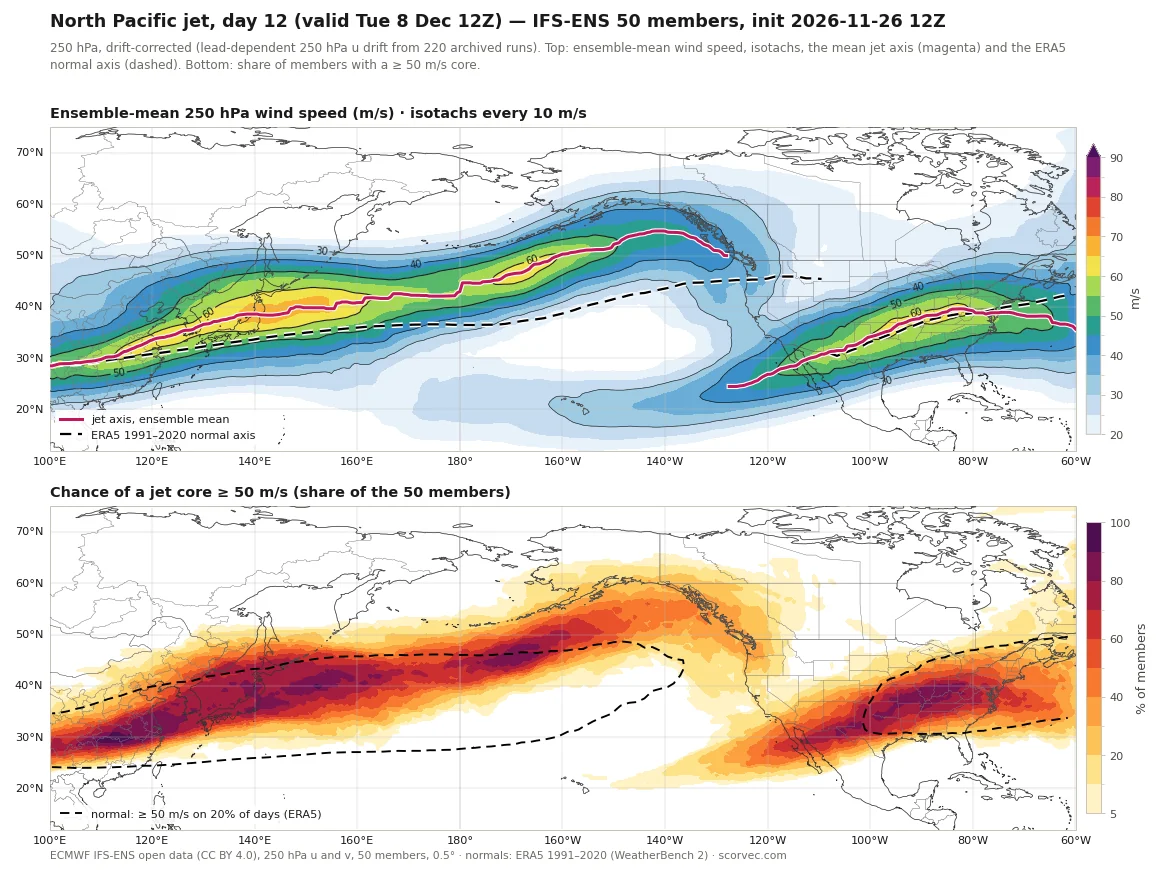 North Pacific jet, day 12 (valid Tue 8 Dec 12Z) — IFS-ENS 50 members, init 2026-11-26 12Z
250 hPa, drift-corrected (lead-dependent 250 hPa u drift from 220 archived runs). Top: ensemble-mean wind speed, isotachs, the mean jet axis (magenta) and the ERA5
normal axis (dashed). Bottom: share of members with a ≥ 50 m/s core.
Ensemble-mean 250 hPa wind speed (m/s) · isotachs every 10 m/s
70°N
60°N
50°N
40°N
30°N
20°N
30
40
60
60
50
40
50
60
30
jet axis, ensemble mean
ERA5 1991–2020 normal axis
100°E 120°E 140°E 160°E 180° 160°W 140°W 120°W 100°W 80°W 60°W
90
80
70
60
50
40
30
20
m/s
Chance of a jet core ≥ 50 m/s (share of the 50 members)
70°N
60°N
50°N
40°N
30°N
20°N
normal: ≥ 50 m/s on 20% of days (ERA5)
100°E 120°E 140°E 160°E 180° 160°W 140°W 120°W 100°W 80°W 60°W
100
80
60
40
20
5
% of members
ECMWF IFS-ENS open data (CC BY 4.0), 250 hPa u and v, 50 members, 0.5° · normals: ERA5 1991–2020 (WeatherBench 2) · scorvec.com